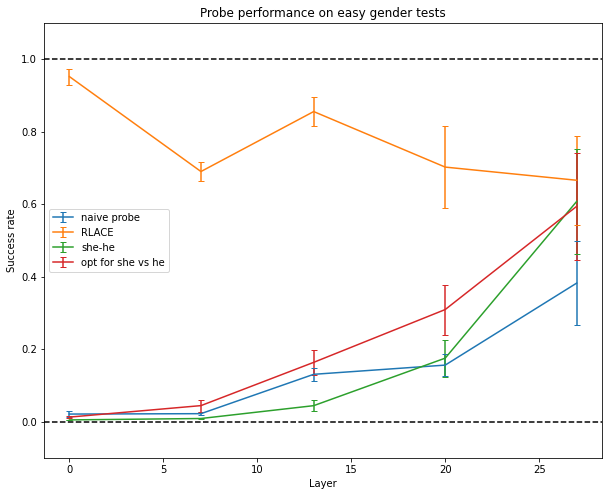 Probe performance on easy gender tests
1.0
0.8
0.6
0.4
0.2
0.0
Success rate
naive probe
RLACE
she-he
opt for she vs he
0 5 10 15 20 25
Layer